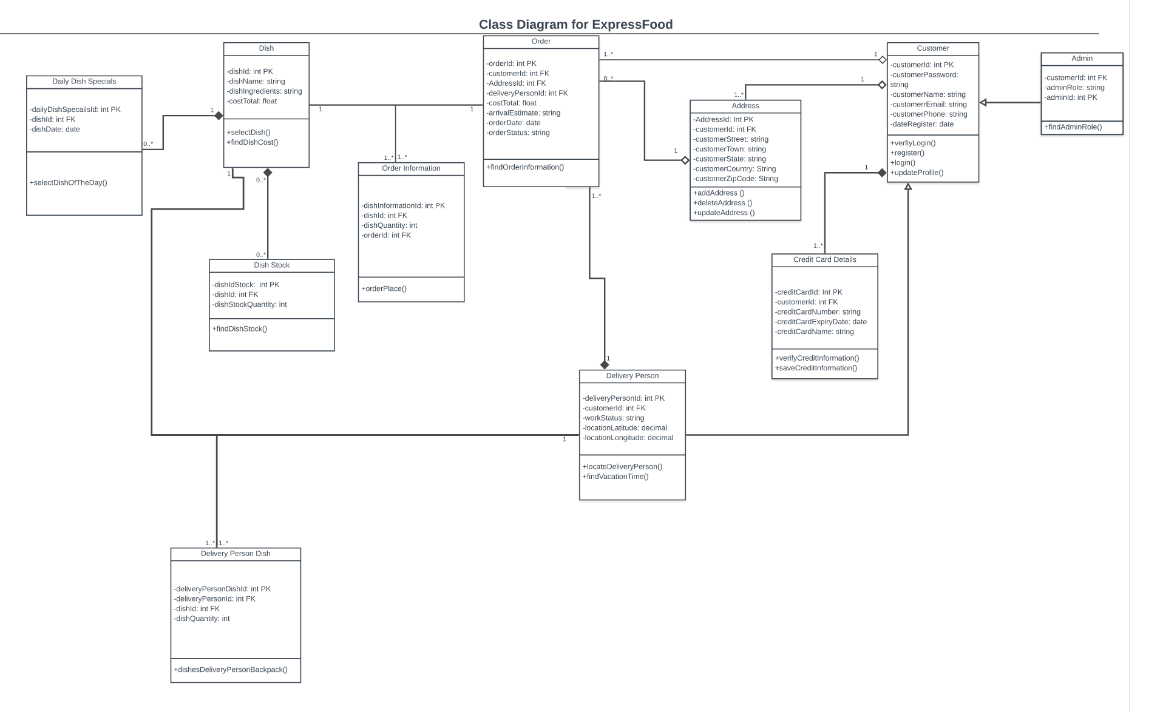 Class Diagram for ExpressFood
Daily Dish Specials
-dailyDishSpecailsId: int PK
-dishId: int FK
-dishDate: date
+selectDishOfTheDay()
0..*
1
Dish
-dishId: int PK
-dishName: string
-dishIngredients: string
-costTotal: float
+selectDish()
+findDishCost()
1
1
0..*
0..*
Dish Stock
-dishIdStock: int PK
-dishId: int FK
-dishStockQuantity: int
+findDishStock()
1
1..*
1..*
Order Information
-dishInformationId: int PK
-dishId: int FK
-dishQuantity: int
-orderId: int FK
+orderPlace()
Order
-orderId: int PK
-customerId: int FK
-AddressId: int FK
-deliveryPersonId: int FK
-costTotal: float
-arrivalEstimate: string
-orderDate: date
-orderStatus: string
+findOrderInformation()
1..*
1
0..*
1
1..*
1
1..*
1
Address
-AddressId: Int PK
-customerId: int FK
-customerStreet: string
-customerTown: string
-customerState: string
-customerCountry: String
-customerZipCode: String
+addAddress ()
+deleteAddress ()
+updateAddress ()
Customer
-customerId: int PK
-customerPassword:
string
-customerName: string
-customerrEmail: string
-customerPhone: string
-dateRegister: date
+verfiyLogin()
+register()
+login()
+updateProfile()
Admin
-customerId: int FK
-adminRole: string
-adminId: int PK
+findAdminRole()
1
1..*
Credit Card Details
-creditCardId: Int PK
-customerId: int FK
-creditCardNumber: string
-creditCardExpiryDate: date
-creditCardName: string
+verifyCreditInformation()
+saveCreditInformation()
Delivery Person
-deliveryPersonId: int PK
-customerId: int FK
-workStatus: string
-locationLatitude: decimal
-locationLongitude: decimal
+locateDeliveryPerson()
+findVacationTime()
1
1..*
1..*
Delivery Person Dish
-deliveryPersonDishId: int PK
-deliveryPersonId: int FK
-dishId: int FK
-dishQuantity: int
+dishesDeliveryPersonBackpack()